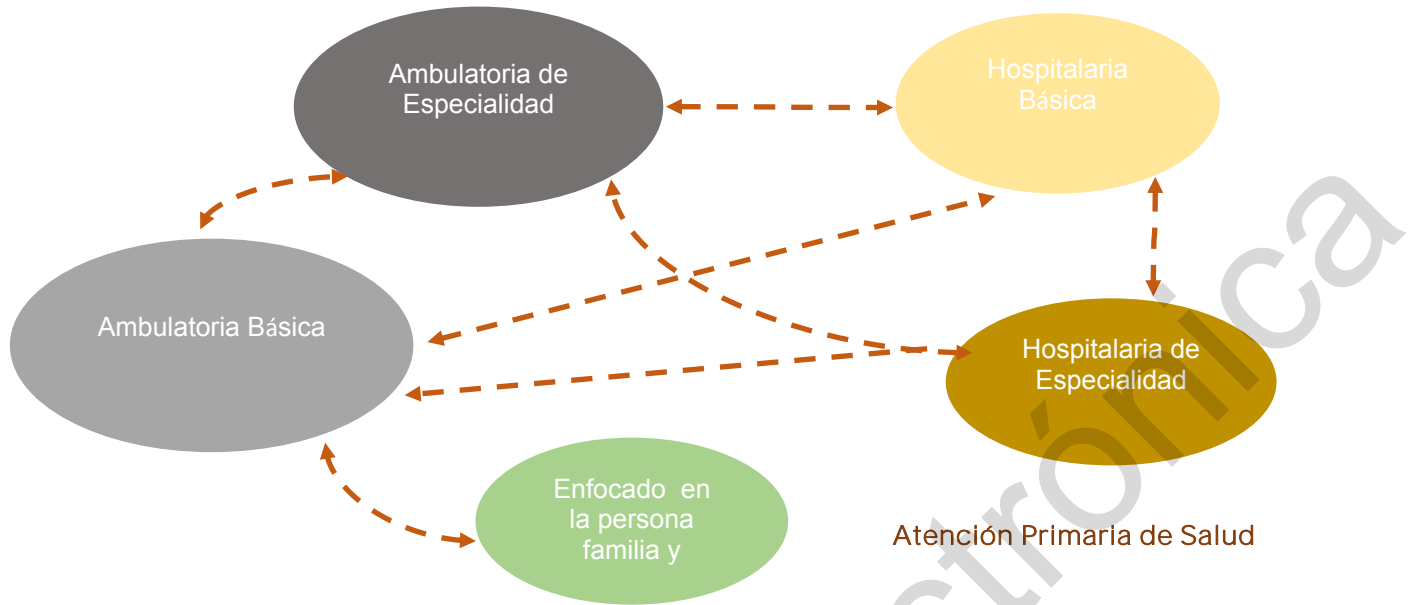 Ambulatoria de
Especialidad
Hospitalaria
Básica
Ambulatoria Básica
Hospitalaria de
Especialidad
Enfocado en
la persona
familia y
Atención Primaria de Salud
strónica